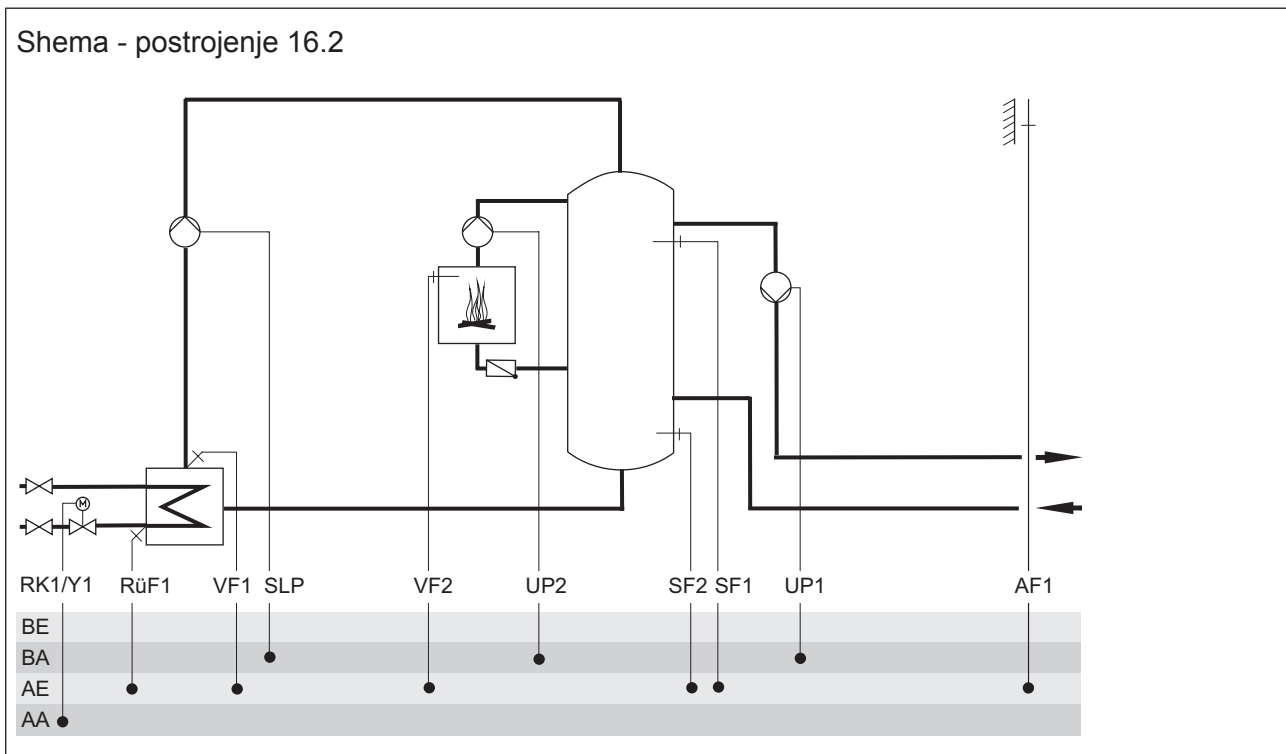 Shema - postrojenje 16.2
M
RK1/Y1 RüF1 VF1 SLP VF2 UP2 SF2 SF1 UP1 AF1
BE
BA
AE
AA